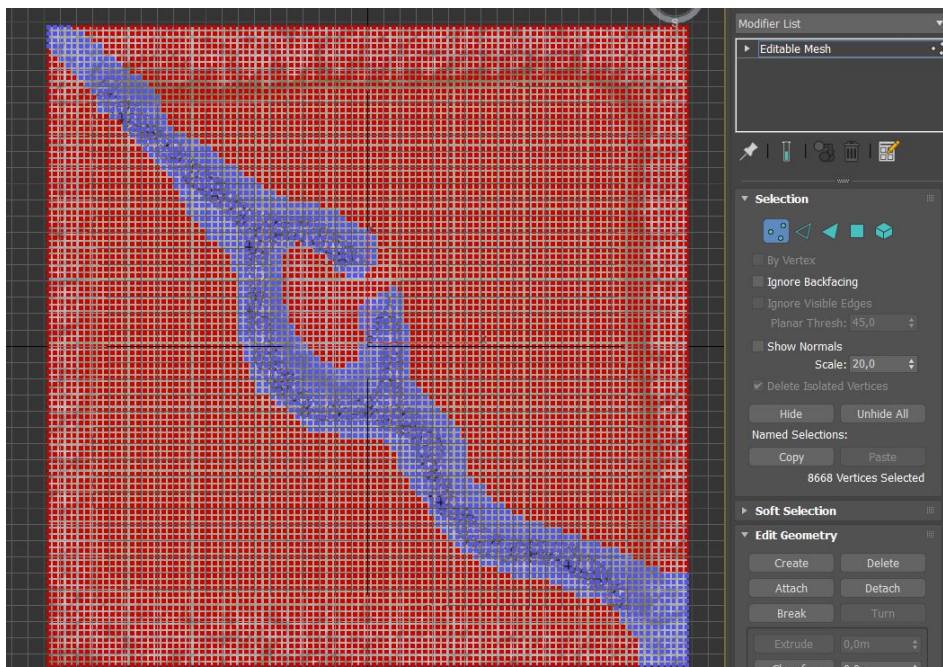 S
Modifier List
Editable Mesh
Selection
By Vertex
Ignore Backfacing
Ignore Visible Edges
Planar Thresh: 45,0
Show Normals
Scale: 20,0
Delete Isolated Vertices
Hide Unhide All
Named Selections:
Copy Paste
8668 Vertices Selected
Soft Selection
Edit Geometry
Create Delete
Attach Detach
Break Turn
Extrude 0,0m